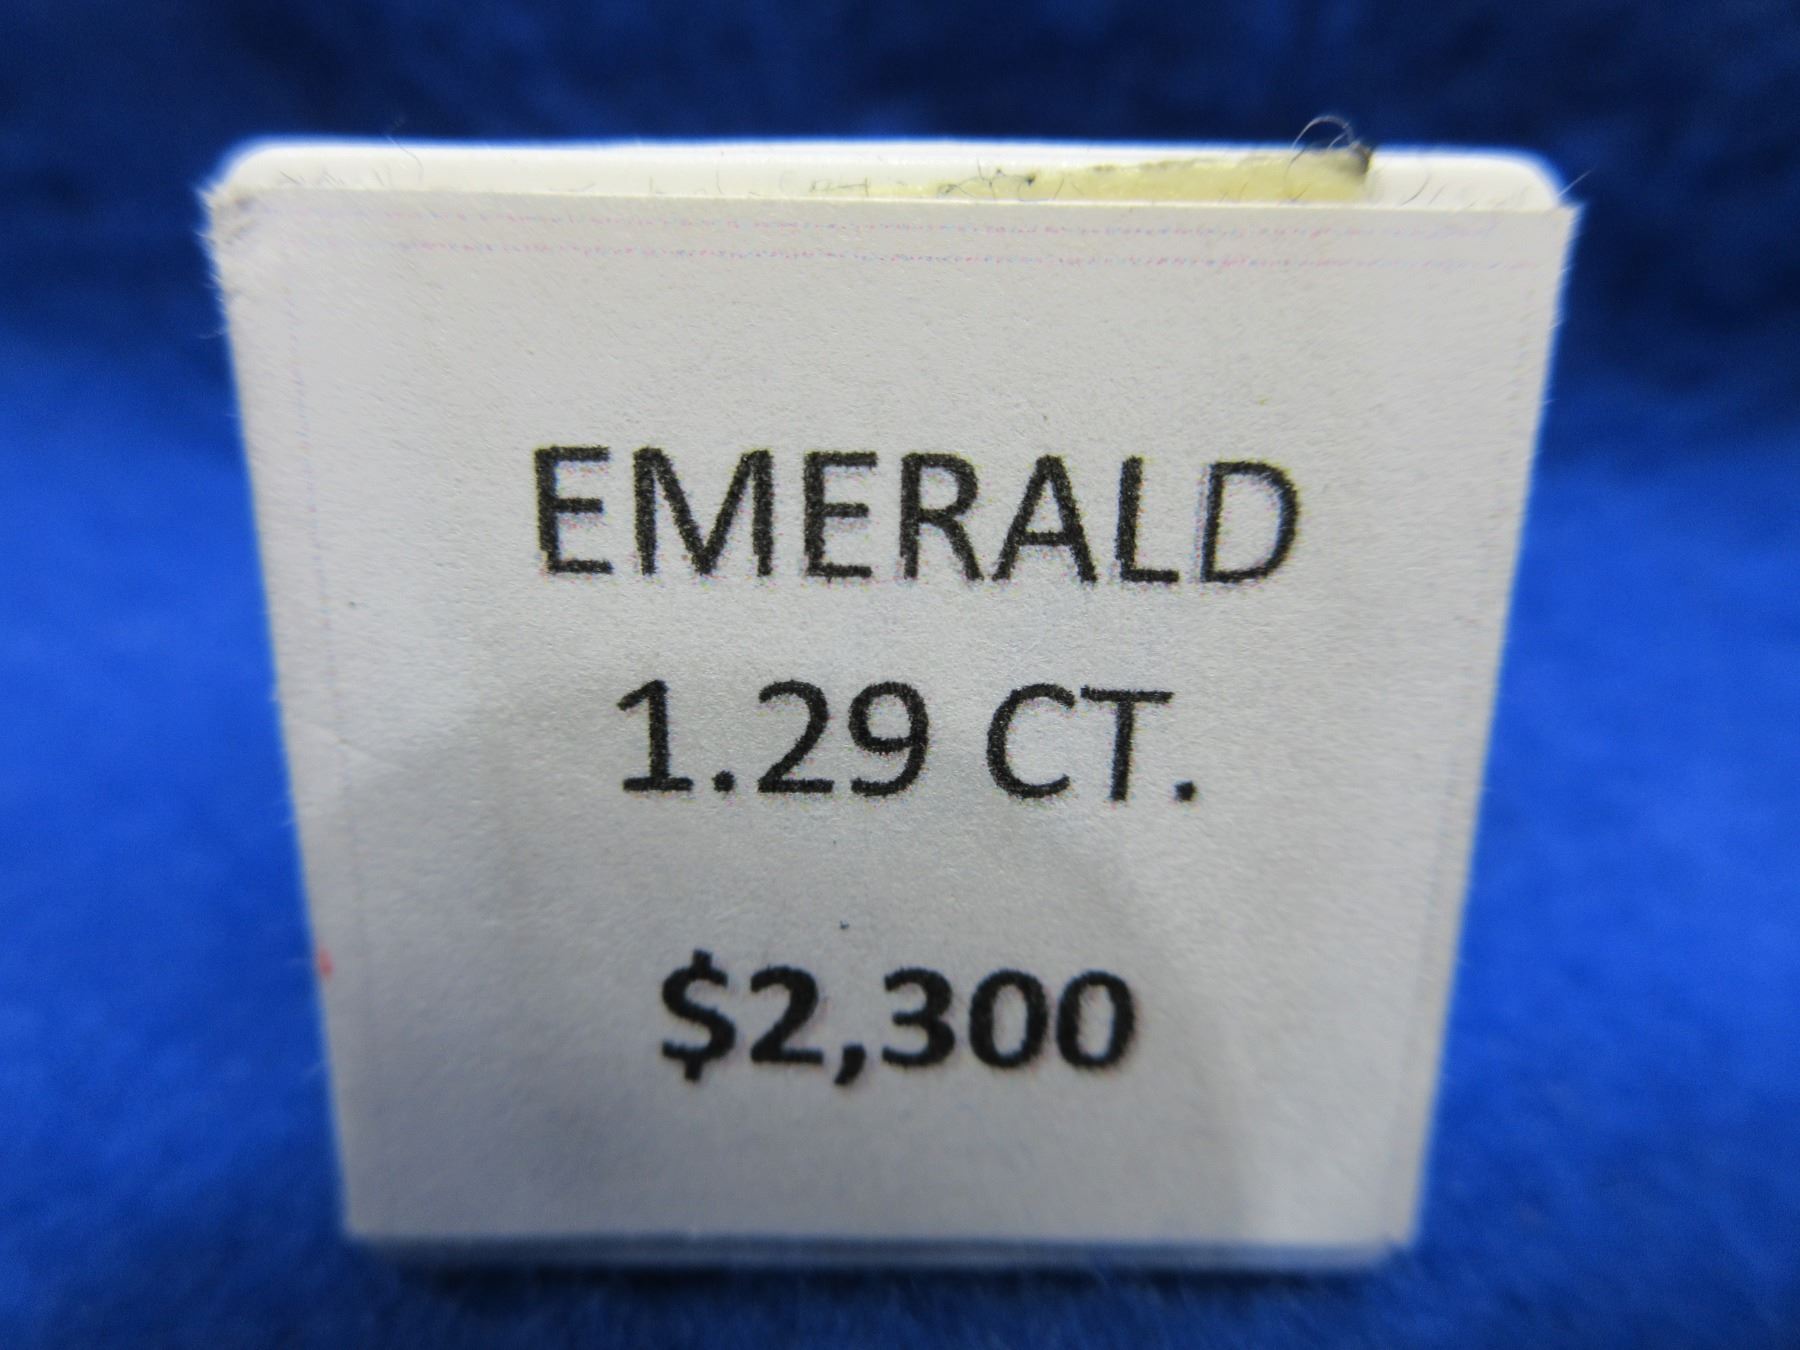 EMERALD
1.29 CT.
$2,300